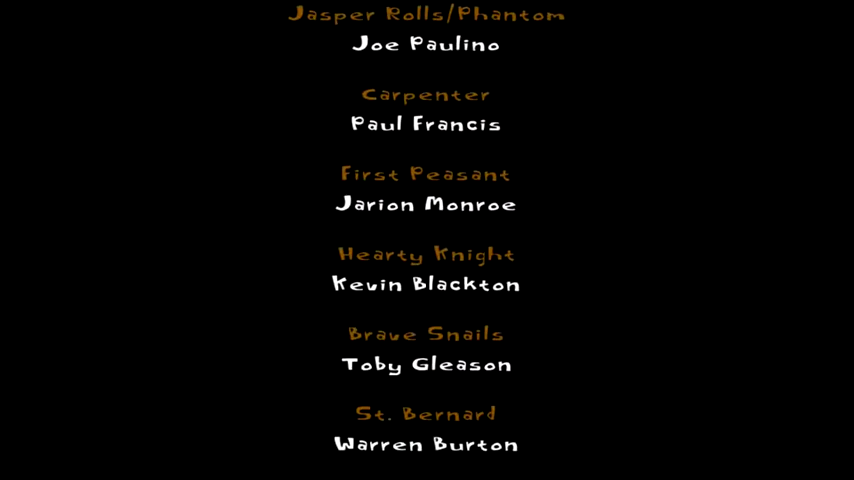 Jasper Rolls/Phantom
Joe Paulino
Carpenter
Paul Francis
First Peasant
Jarion Monroe
Hearty Knight
Kevin Blackton
Brave Snails
Toby Gleason
St. Bernard
Warren Burton